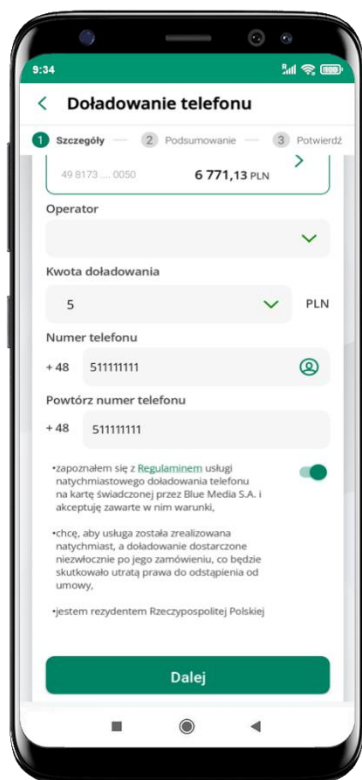 9:34
Doładowanie telefonu
1 Szczegóły 2 Podsumowanie 3 Potwierdź
49 8173 .... 0050 6 771,13 PLN
Operator
Kwota doładowania
5 PLN
Numer telefonu
+ 48 511111111
Powtórz numer telefonu
+ 48 511111111
•zapoznałem się z Regulaminem usługi
natychmiastowego doładowania telefonu
na kartę świadczonej przez Blue Media S.A. i
akceptuję zawarte w nim warunki,
•chcę, aby usługa została zrealizowana
natychmiast, a doładowanie dostarczone
niezwłocznie po jego zamówieniu, co będzie
skutkowało utratą prawa do odstąpienia od
umowy,
•jestem rezydentem Rzeczypospolitej Polskiej
Dalej